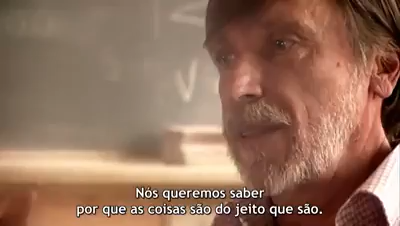 V
Nós queremos saber
por que as coisas são do jeito que são.